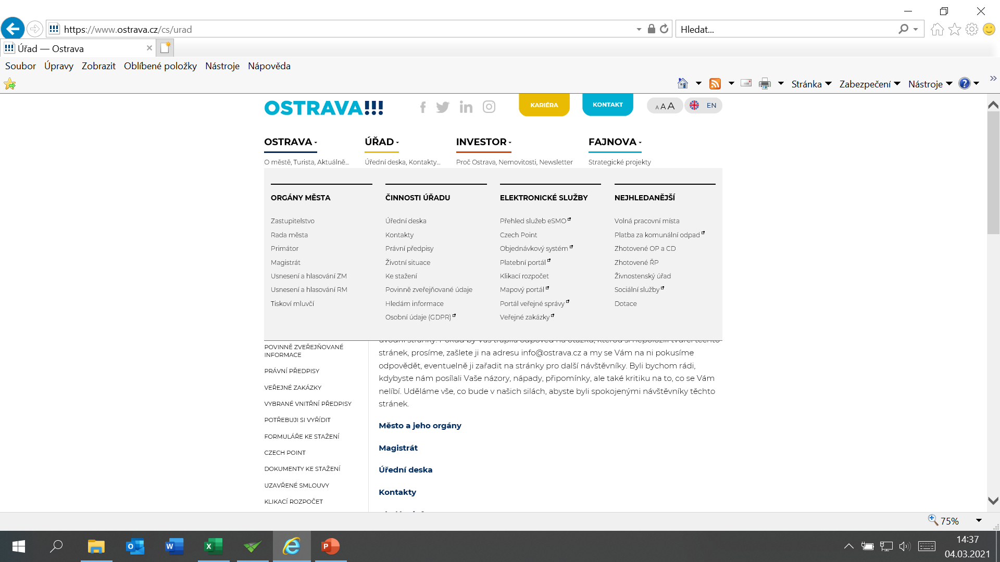 https://www.ostrava.cz/cs/urad
Hledat...
Úřad — Ostrava
Soubor Úpravy Zobrazit Oblíbené položky Nástroje Nápověda
Stránka Zabezpečení Nástroje
OSTRAVA!!!
KARIÉRA
KONTAKT
A A A
EN
OSTRAVA ÚŘAD INVESTOR FAJNOVA
O městě, Turista, Aktuálně... Úřední deska, Kontakty... Proč Ostrava, Nemovitosti, Newsletter Strategické projekty
ORGÁNY MĚSTA
Zastupitelstvo
Rada města
Primátor
Magistrát
Usnesení a hlasování ZM
Usnesení a hlasování RM
Tiskoví mluvčí
ČINNOSTI ÚŘADU
Úřední deska
Kontakty
Právní předpisy
Životní situace
Ke stažení
Povinně zveřejňované údaje
Hledám informace
Osobní údaje (GDPR)
ELEKTRONICKÉ SLUŽBY
Přehled služeb eSMO
Czech Point
Objednávkový systém
Platební portál
Klikací rozpočet
Mapový portál
Portál veřejné správy
Veřejné zakázky
NEJHLEDANĚJŠÍ
Volná pracovní místa
Platba za komunální odpad
Zhotovené OP a CD
Zhotovené ŘP
Živnostenský úřad
Sociální služby
Dotace
POVINNĚ ZVEŘEJŇOVANÉ
INFORMACE
PRÁVNÍ PŘEDPISY
VEŘEJNÉ ZAKÁZKY
VYBRANÉ VNITŘNÍ PŘEDPISY
POTŘEBUJI SI VYŘÍDIT
FORMULÁŘE KE STAŽENÍ
CZECH POINT
DOKUMENTY KE STAŽENÍ
UZAVŘENÉ SMLOUVY
KLIKACÍ ROZPOČET
stránek, prosíme, zašlete ji na adresu info@ostrava.cz a my se Vám na ni pokusíme
odpovědět, eventuelně ji zařadit na stránky pro další návštěvníky. Byli bychom rádi,
kdybyste nám posílali Vaše názory, nápady, připomínky, ale také kritiku na to, co se Vám
nelíbí. Uděláme vše, co bude v našich silách, abyste byli spokojenými návštěvníky těchto
stránek.
Město a jeho orgány
Magistrát
Úřední deska
Kontakty
75%
14:37
04.03.2021